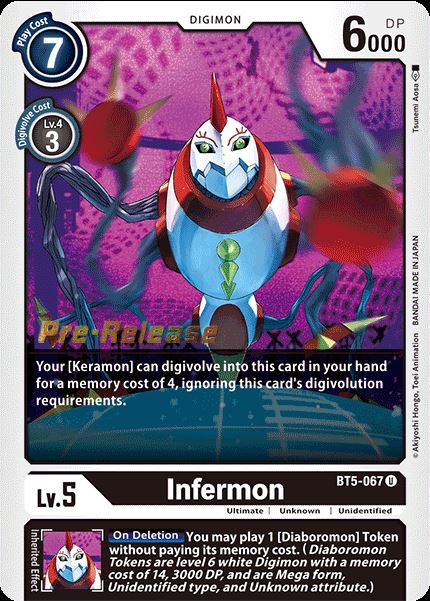 Play Cost
7
DIGIMON
DP
6000
Digivolve Cost
Lv.4
3
Tsunemi Aosa
© Akiyoshi Hongo, Toei Animation BANDAI MADE IN JAPAN
Pre-Release
Your [Keramon] can digivolve into this card in your hand
for a memory cost of 4, ignoring this card's digivolution
requirements.
BT5-067 U
Lv.5
Infermon
Ultimate | Unknown | Unidentified
Inherited Effect
On Deletion You may play 1 [Diaboromon] Token
without paying its memory cost. (Diaboromon
Tokens are level 6 white Digimon with a memory
cost of 14, 3000 DP, and are Mega form,
Unidentified type, and Unknown attribute.)